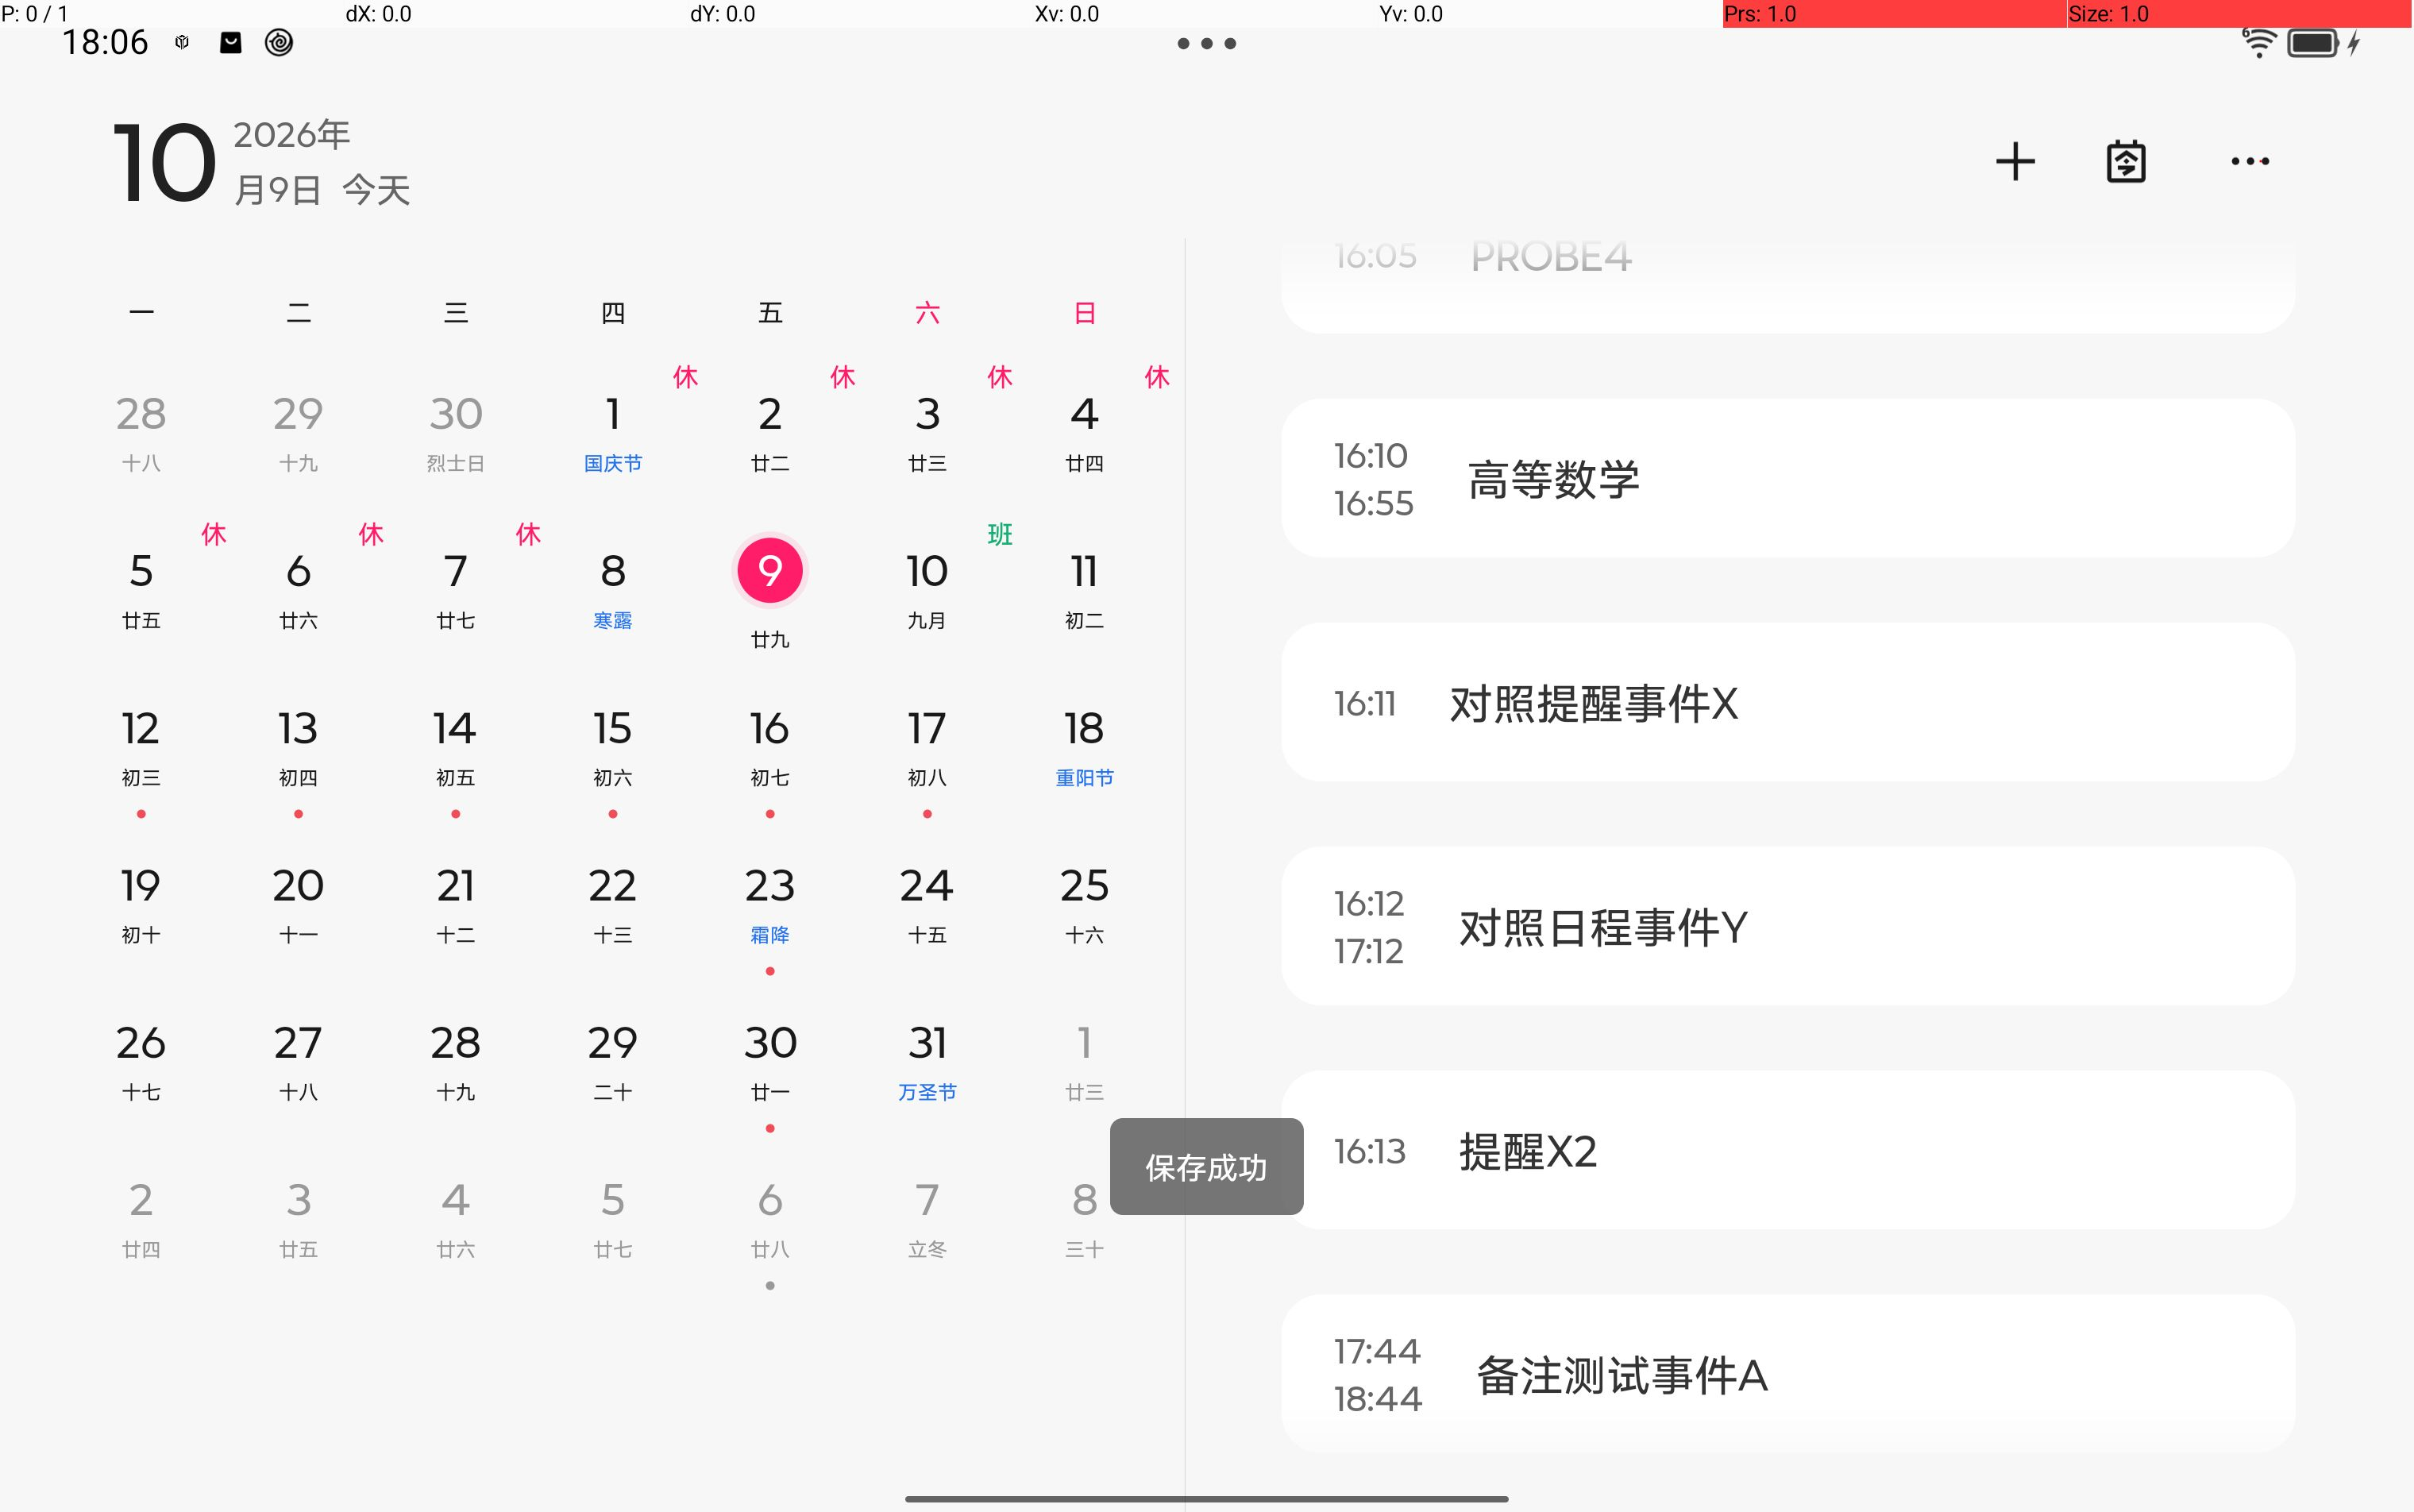 P: 0 / 1 dX: 0.0 dY: 0.0 Xv: 0.0 Yv: 0.0 Prs: 1.0 Size: 1.0
18:06
6
10
2026年
月9日 今天
今
一 二 三 四 五 六 日
休 休 休 休
28 29 30 1 2 3 4
十八 十九 烈士日 国庆节 廿二 廿三 廿四
休 休 休 班
5 6 7 8 9 10 11
廿五 廿六 廿七 寒露 廿九 九月 初二
12 13 14 15 16 17 18
初三 初四 初五 初六 初七 初八 重阳节
19 20 21 22 23 24 25
初十 十一 十二 十三 霜降 十五 十六
26 27 28 29 30 31 1
十七 十八 十九 二十 廿一 万圣节 廿三
2 3 4 5 6 7 8
廿四 廿五 廿六 廿七 廿八 立冬 三十
16:05 PROBE4
16:10
16:55
高等数学
16:11 对照提醒事件X
16:12
17:12
对照日程事件Y
16:13 提醒X2
保存成功
17:44
18:44
备注测试事件A